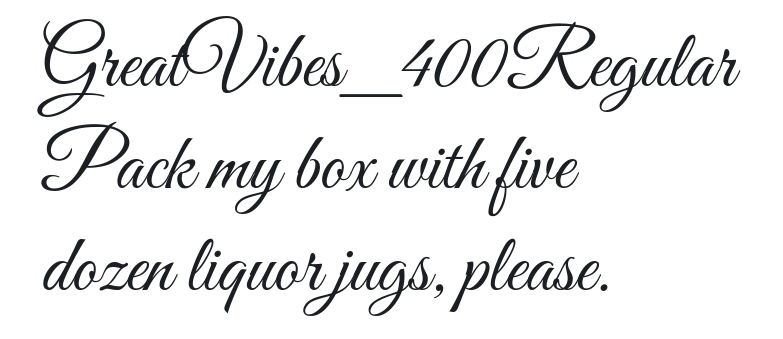 GreatVibes_400Regular
Pack my box with five
dozen liquor jugs, please.